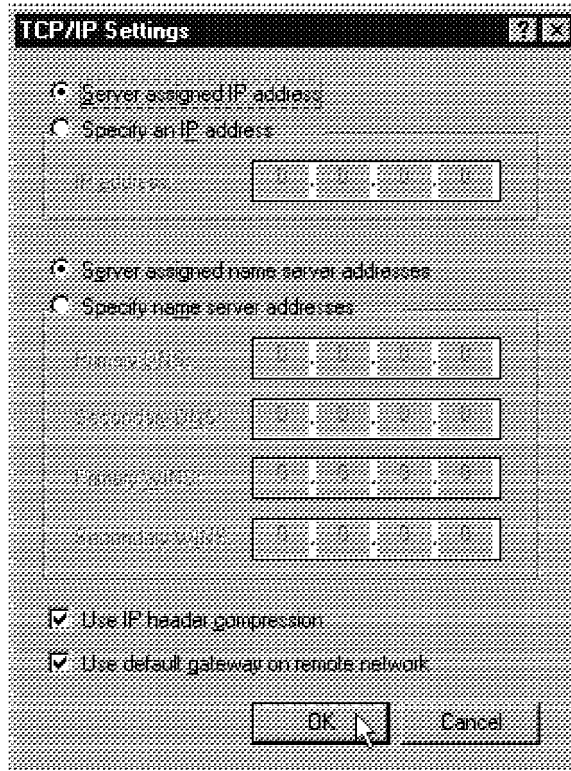 TCP/IP Settings ? ×
Server assigned IP address
Specify an IP address
IP address: 0 . 0 . 0 . 0
Server assigned name server addresses
Specify name server addresses
Primary DNS: 0 . 0 . 0 . 0
Secondary DNS: 0 . 0 . 0 . 0
Primary WINS: 0 . 0 . 0 . 0
Secondary WINS: 0 . 0 . 0 . 0
Use IP header compression
Use default gateway on remote network
OK Cancel